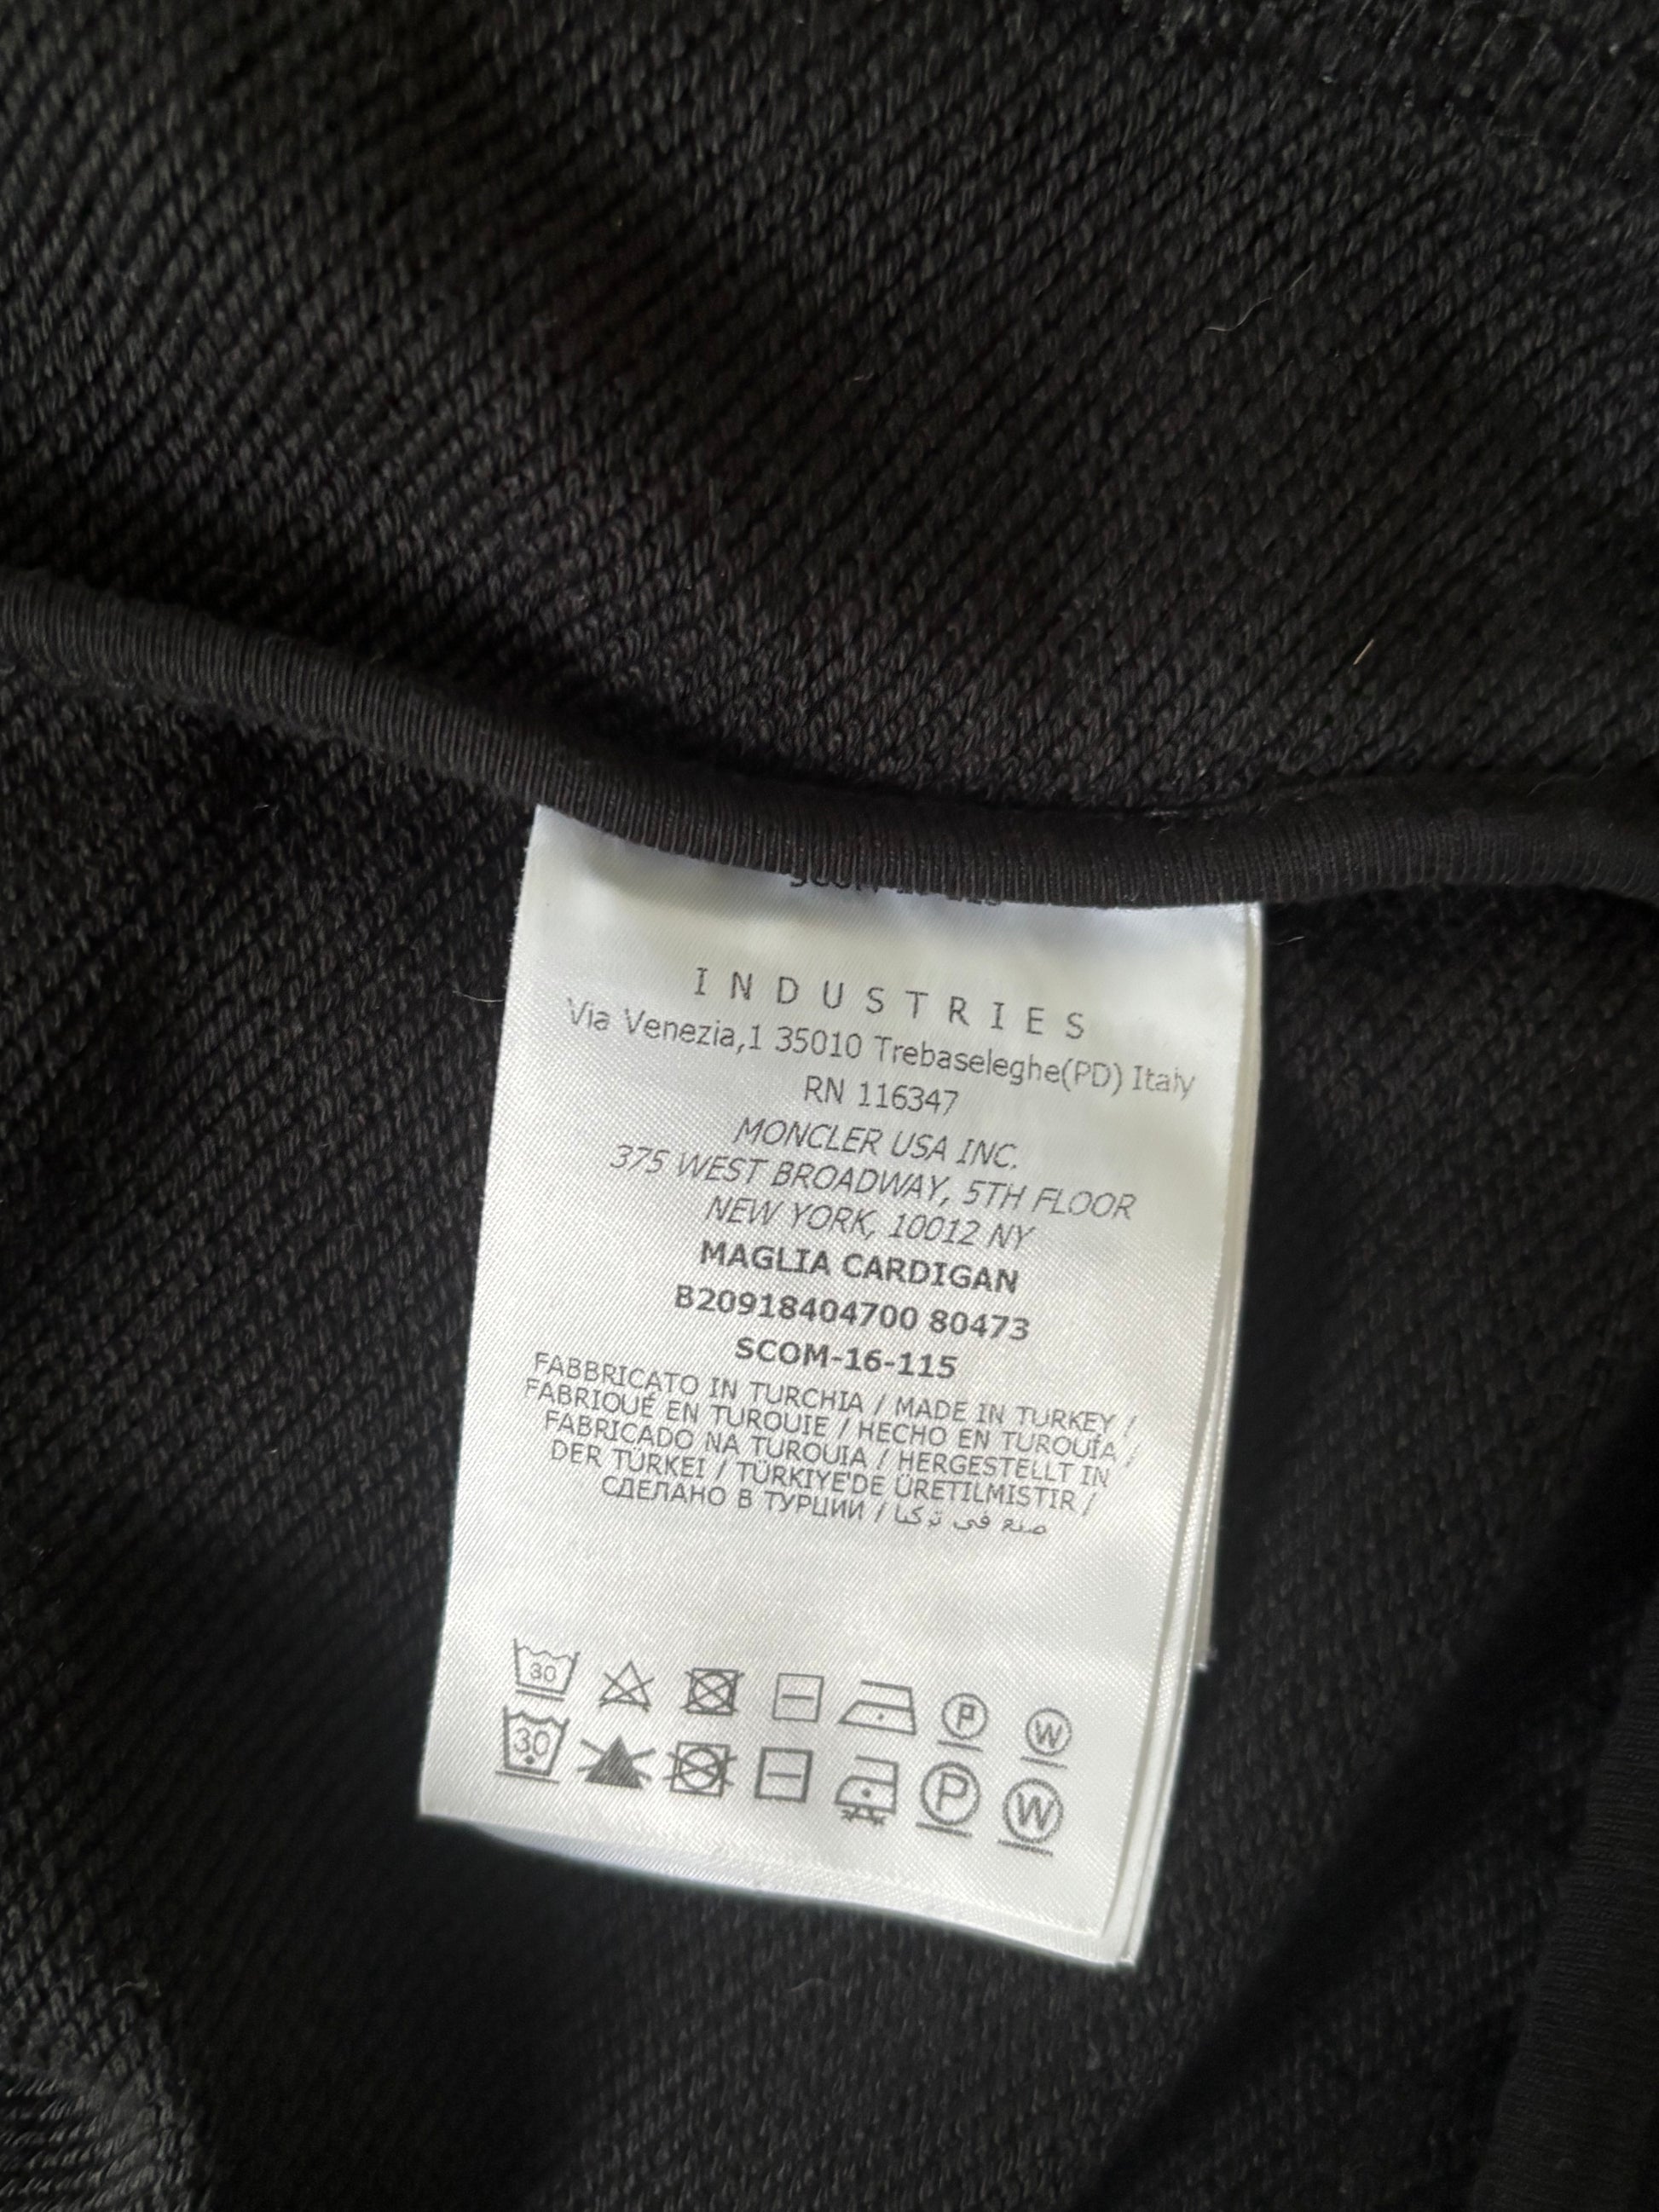 INDUSTRIES
Via Venezia,1 35010 Trebaseleghe(PD) Italy
RN 116347
MONCLER USA INC.
375 WEST BROADWAY, 5TH FLOOR
NEW YORK, 10012 NY
MAGLIA CARDIGAN
B20918404700 80473
SCOM-16-115
FABBRICATO IN TURCHIA / MADE IN TURKEY /
FABRIQUÉ EN TURQUIE / HECHO EN TURQUÍA /
FABRICADO NA TURQUIA / HERGESTELLT IN
DER TÜRKEI / TÜRKIYE'DE ÜRETILMISTIR /
СДЕЛАНО В ТУРЦИИ / صنع في تركيا
30 P W
30 P W